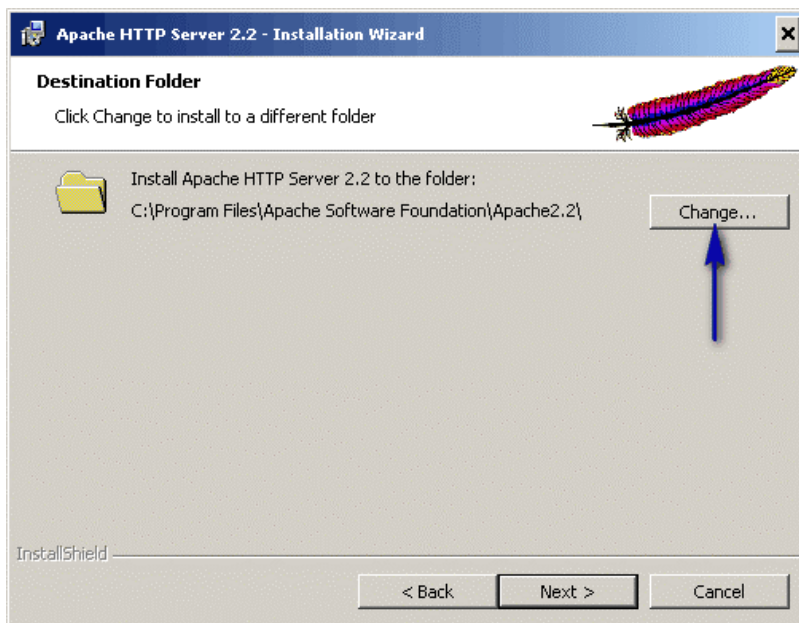 Apache HTTP Server 2.2 - Installation Wizard
Destination Folder
Click Change to install to a different folder
Install Apache HTTP Server 2.2 to the folder:
C:\Program Files\Apache Software Foundation\Apache2.2\
Change...
InstallShield
< Back
Next >
Cancel